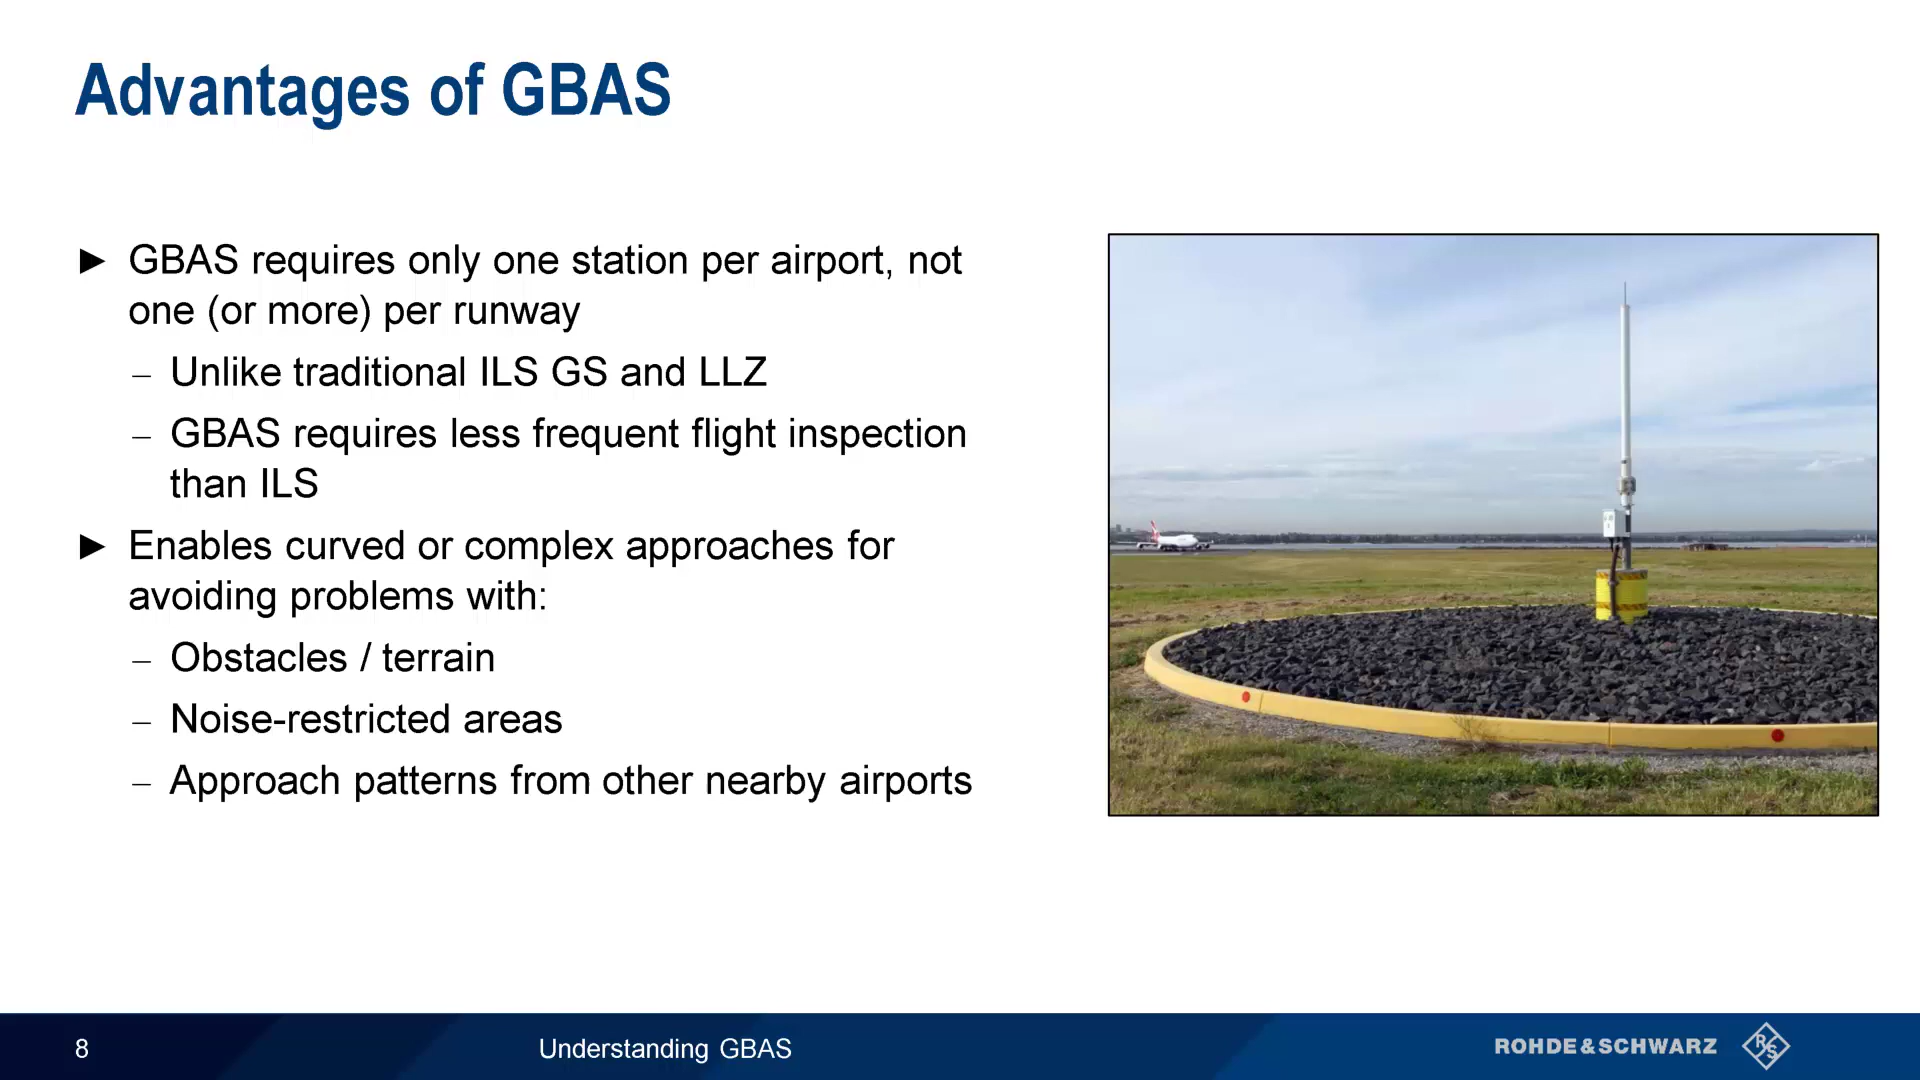 Advantages of GBAS
► GBAS requires only one station per airport, not
one (or more) per runway
– Unlike traditional ILS GS and LLZ
– GBAS requires less frequent flight inspection
than ILS
► Enables curved or complex approaches for
avoiding problems with:
– Obstacles / terrain
– Noise-restricted areas
– Approach patterns from other nearby airports
8
Understanding GBAS
ROHDE & SCHWARZ
R S